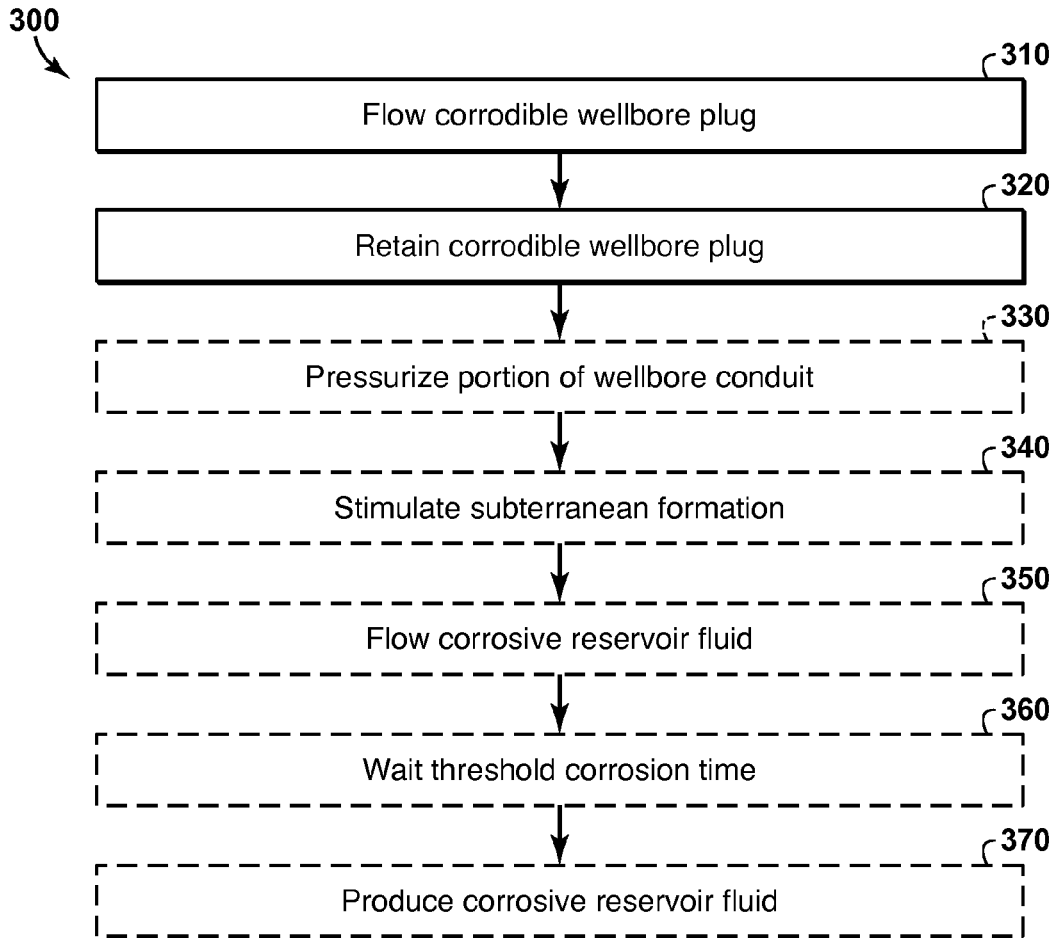 300
310
Flow corrodible wellbore plug
320
Retain corrodible wellbore plug
330
Pressurize portion of wellbore conduit
340
Stimulate subterranean formation
350
Flow corrosive reservoir fluid
360
Wait threshold corrosion time
370
Produce corrosive reservoir fluid